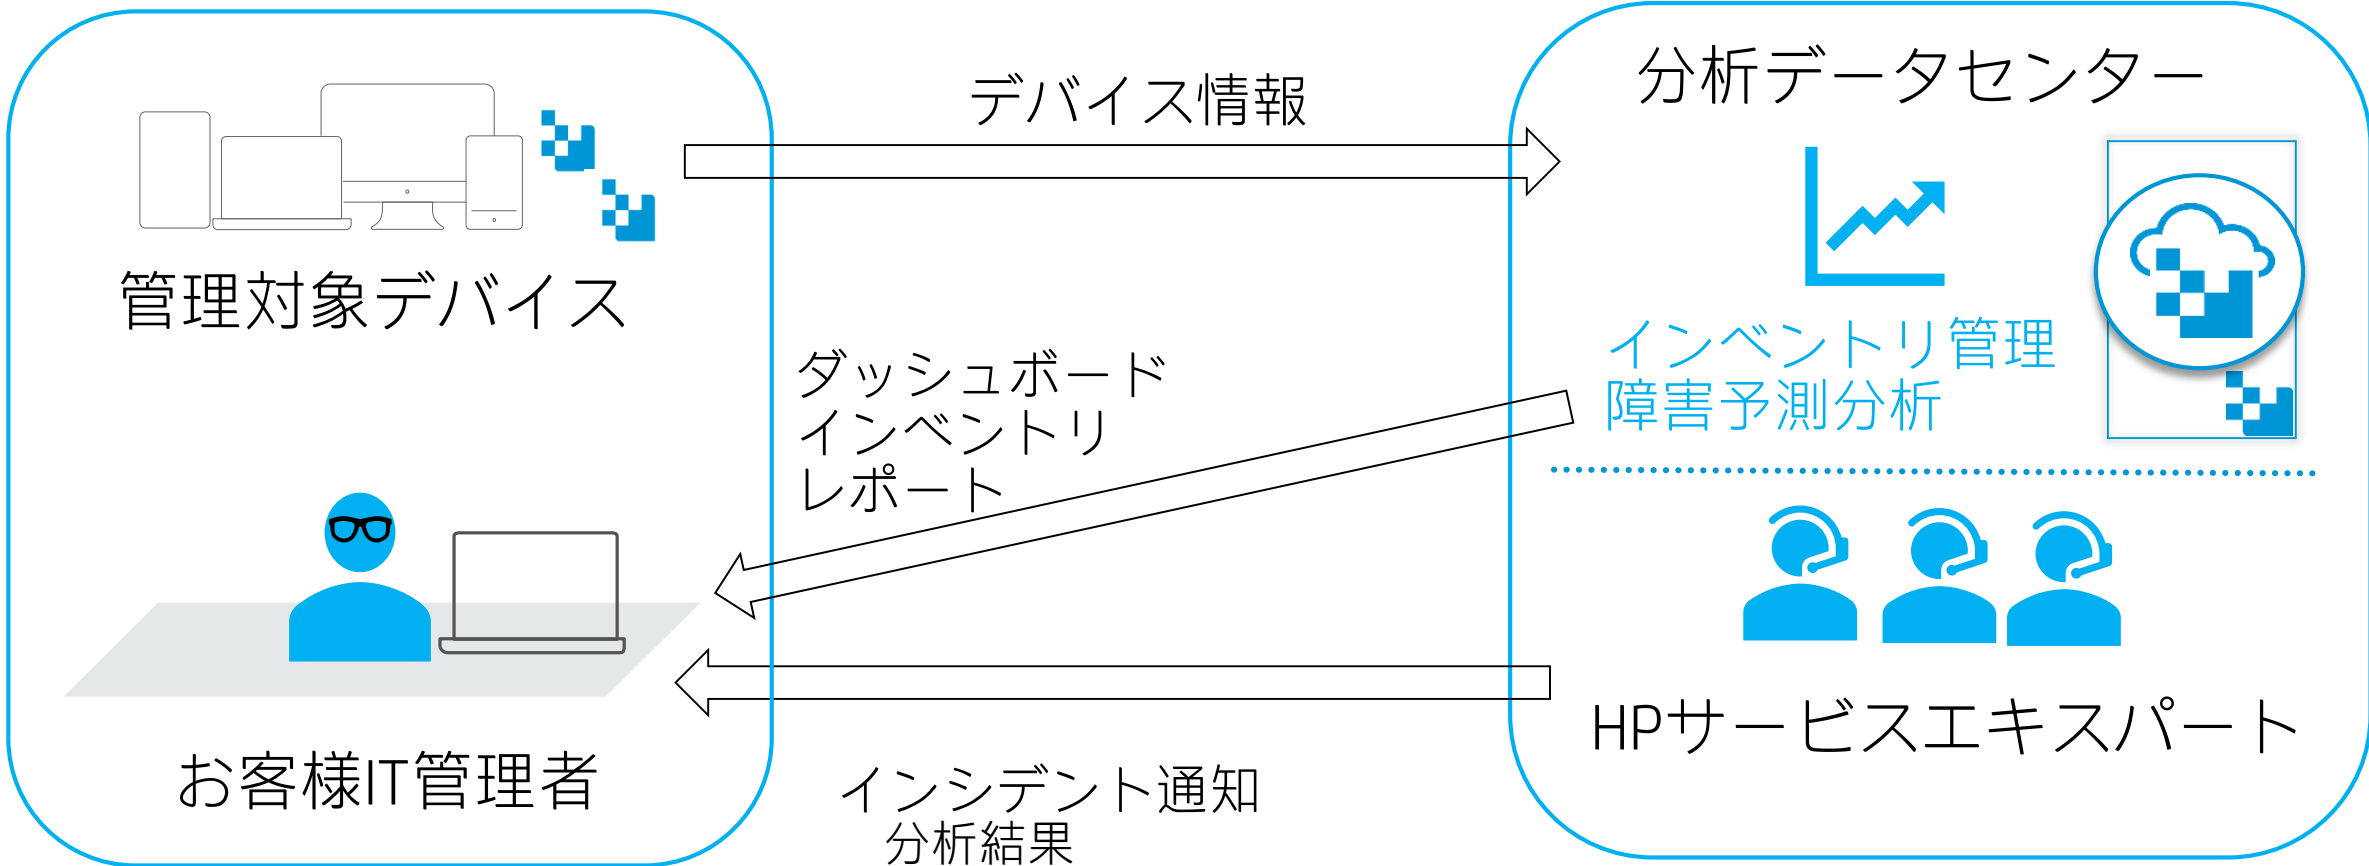 管理対象デバイス
お客様IT管理者
デバイス情報
ダッシュボード
インベントリ
レポート
インシデント通知
分析結果
分析データセンター
インベントリ管理
障害予測分析
HPサービスエキスパート